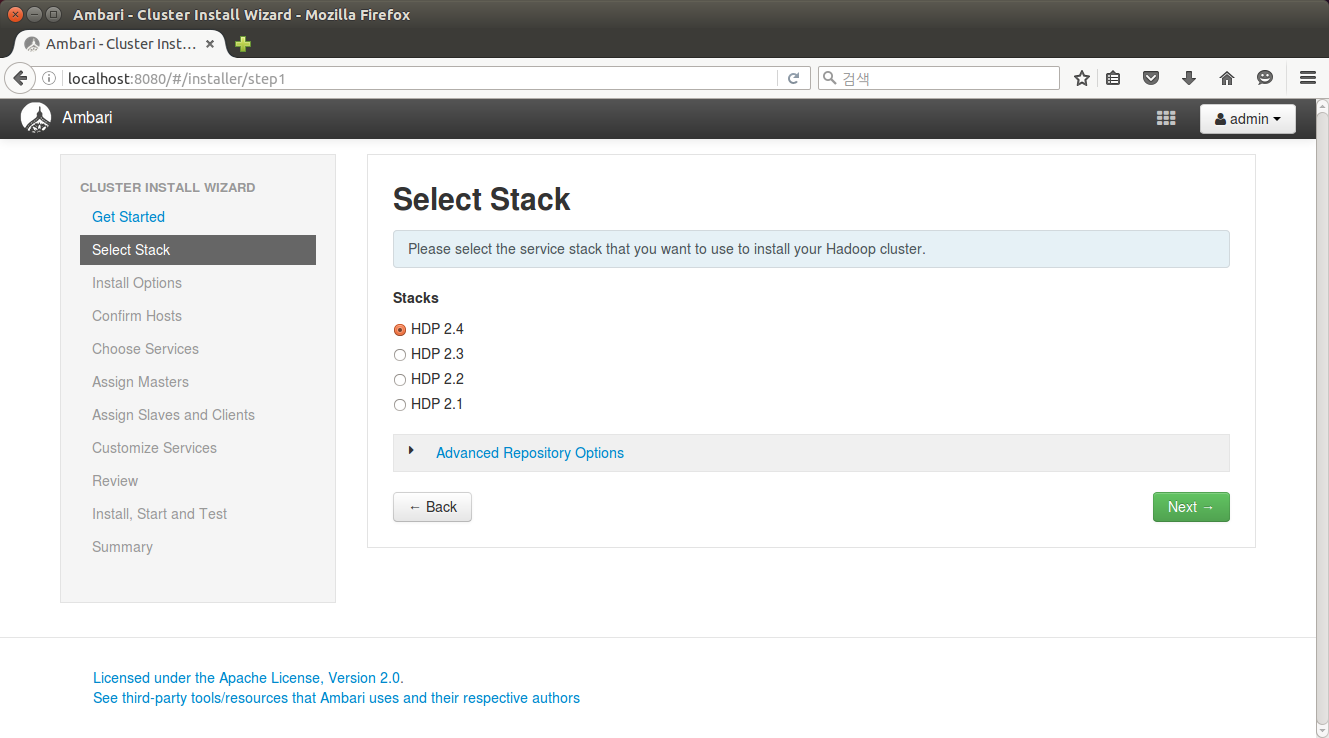 Ambari - Cluster Install Wizard - Mozilla Firefox
Ambari - Cluster Inst...
localhost:8080/#/installer/step1
검색
Ambari
admin
CLUSTER INSTALL WIZARD
Get Started
Select Stack
Install Options
Confirm Hosts
Choose Services
Assign Masters
Assign Slaves and Clients
Customize Services
Review
Install, Start and Test
Summary
Select Stack
Please select the service stack that you want to use to install your Hadoop cluster.
Stacks
HDP 2.4
HDP 2.3
HDP 2.2
HDP 2.1
Advanced Repository Options
← Back
Next →
Licensed under the Apache License, Version 2.0.
See third-party tools/resources that Ambari uses and their respective authors